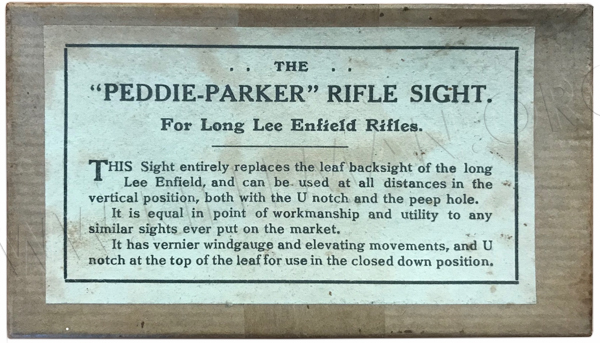 . . THE . .
"PEDDIE-PARKER" RIFLE SIGHT.
For Long Lee Enfield Rifles.
THIS Sight entirely replaces the leaf backsight of the long
Lee Enfield, and can be used at all distances in the
vertical position, both with the U notch and the peep hole.
It is equal in point of workmanship and utility to any
similar sights ever put on the market.
It has vernier windgauge and elevating movements, and U
notch at the top of the leaf for use in the closed down position.